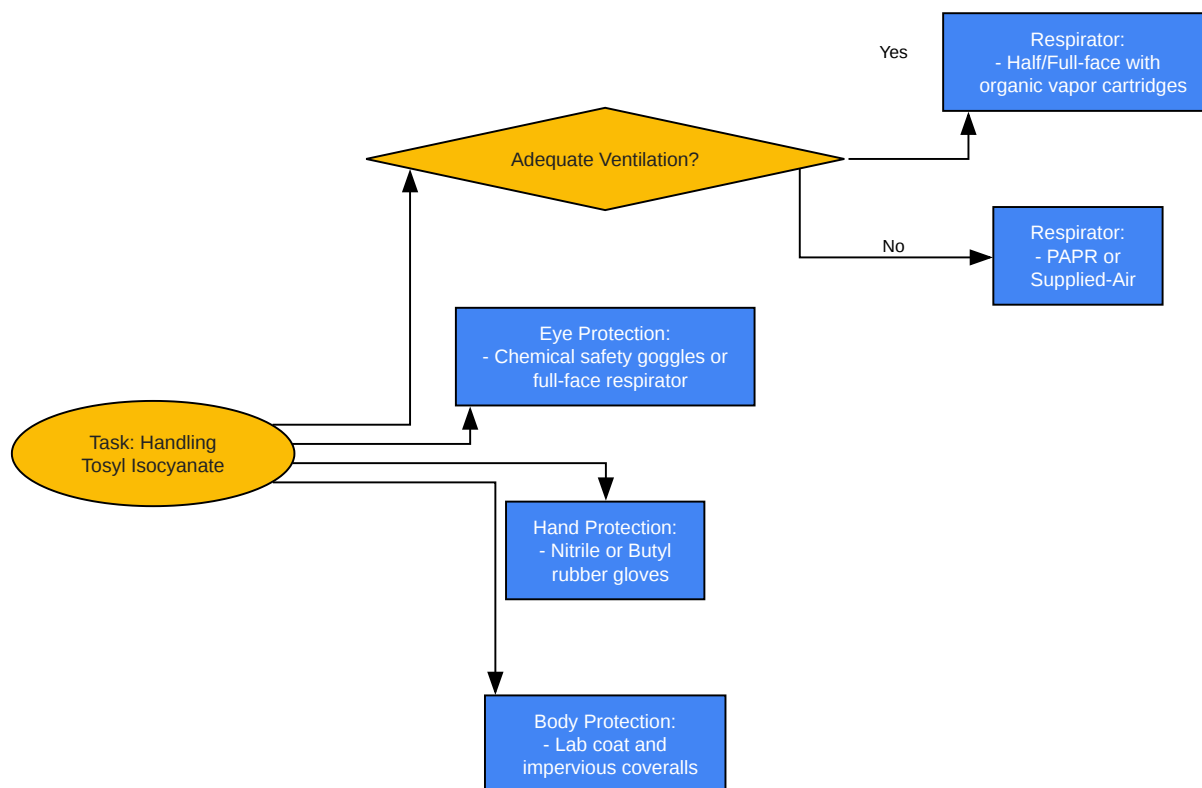 Yes
Respirator:
- Half/Full-face with
organic vapor cartridges
Adequate Ventilation?
No
Respirator:
- PAPR or
Supplied-Air
Eye Protection:
- Chemical safety goggles or
full-face respirator
Task: Handling
Tosyl Isocyanate
Hand Protection:
- Nitrile or Butyl
rubber gloves
Body Protection:
- Lab coat and
impervious coveralls